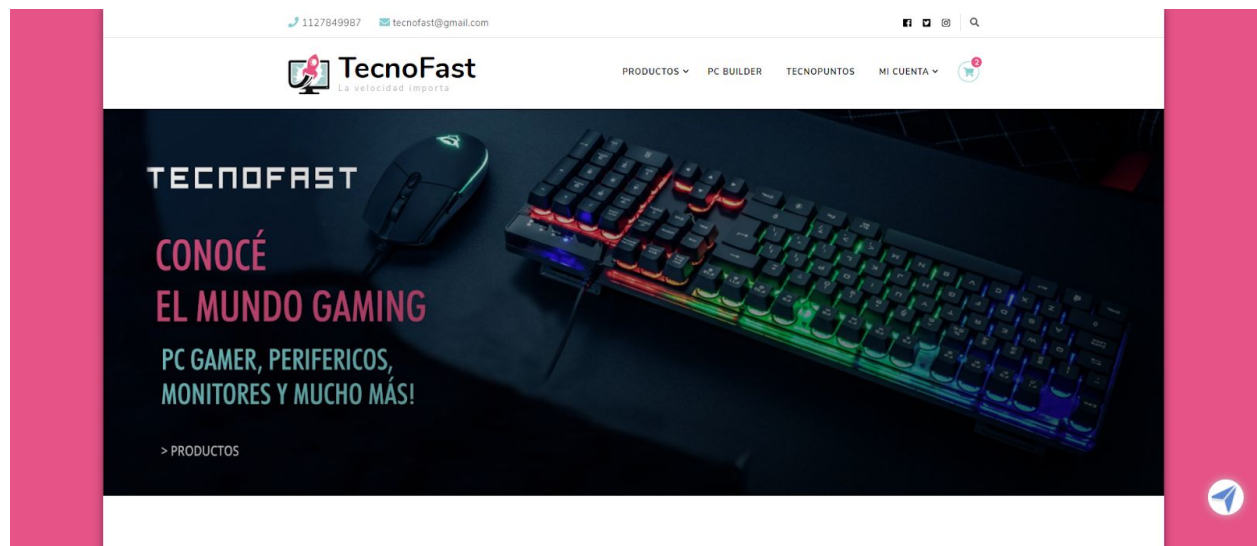 1127849987 tecnofast@gmail.com
TecnoFast
La velocidad importa
PRODUCTOS PC BUILDER TECNOPUNTOS MI CUENTA 2
TECNOFAST
CONOCÉ
EL MUNDO GAMING
PC GAMER, PERIFERICOS,
MONITORES Y MUCHO MÁS!
> PRODUCTOS